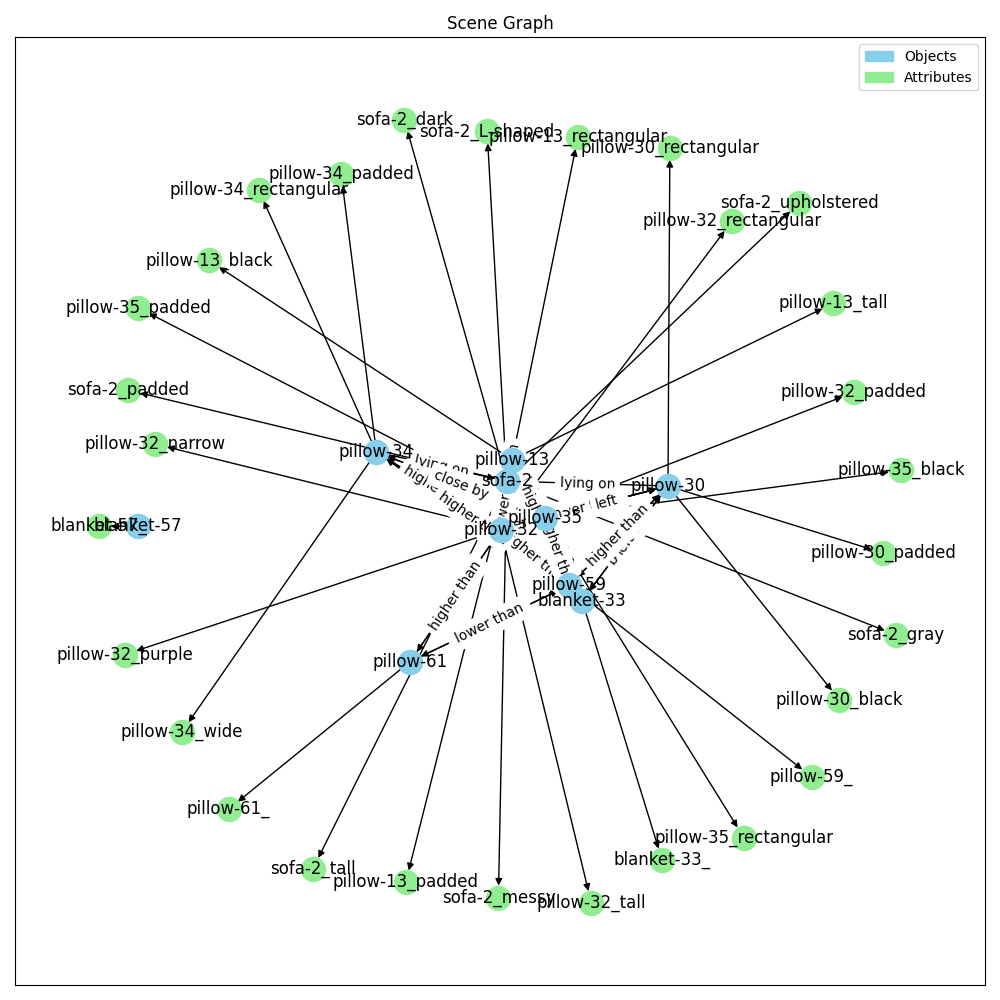 Scene Graph
Objects
Attributes
sofa-2_dark
sofa-2_L-shaped
pillow-13_rectangular
pillow-30_rectangular
pillow-34_padded
pillow-34_rectangular
sofa-2_upholstered
pillow-32_rectangular
pillow-13_black
pillow-35_padded
pillow-13_tall
sofa-2_padded
pillow-32_padded
pillow-32_narrow
pillow-34
pillow-13
lying on
close by
sofa-2
lying on
pillow-30
pillow-35_black
left
higher than
pillow-35
pillow-32
blanket-57_
blanket-57
pillow-30_padded
higher than
pillow-59
blanket-33
higher than
lower than
sofa-2_gray
pillow-32_purple
pillow-61
pillow-30_black
pillow-34_wide
pillow-59_
pillow-61_
pillow-35_rectangular
blanket-33_
sofa-2_tall
pillow-13_padded
sofa-2_messy
pillow-32_tall